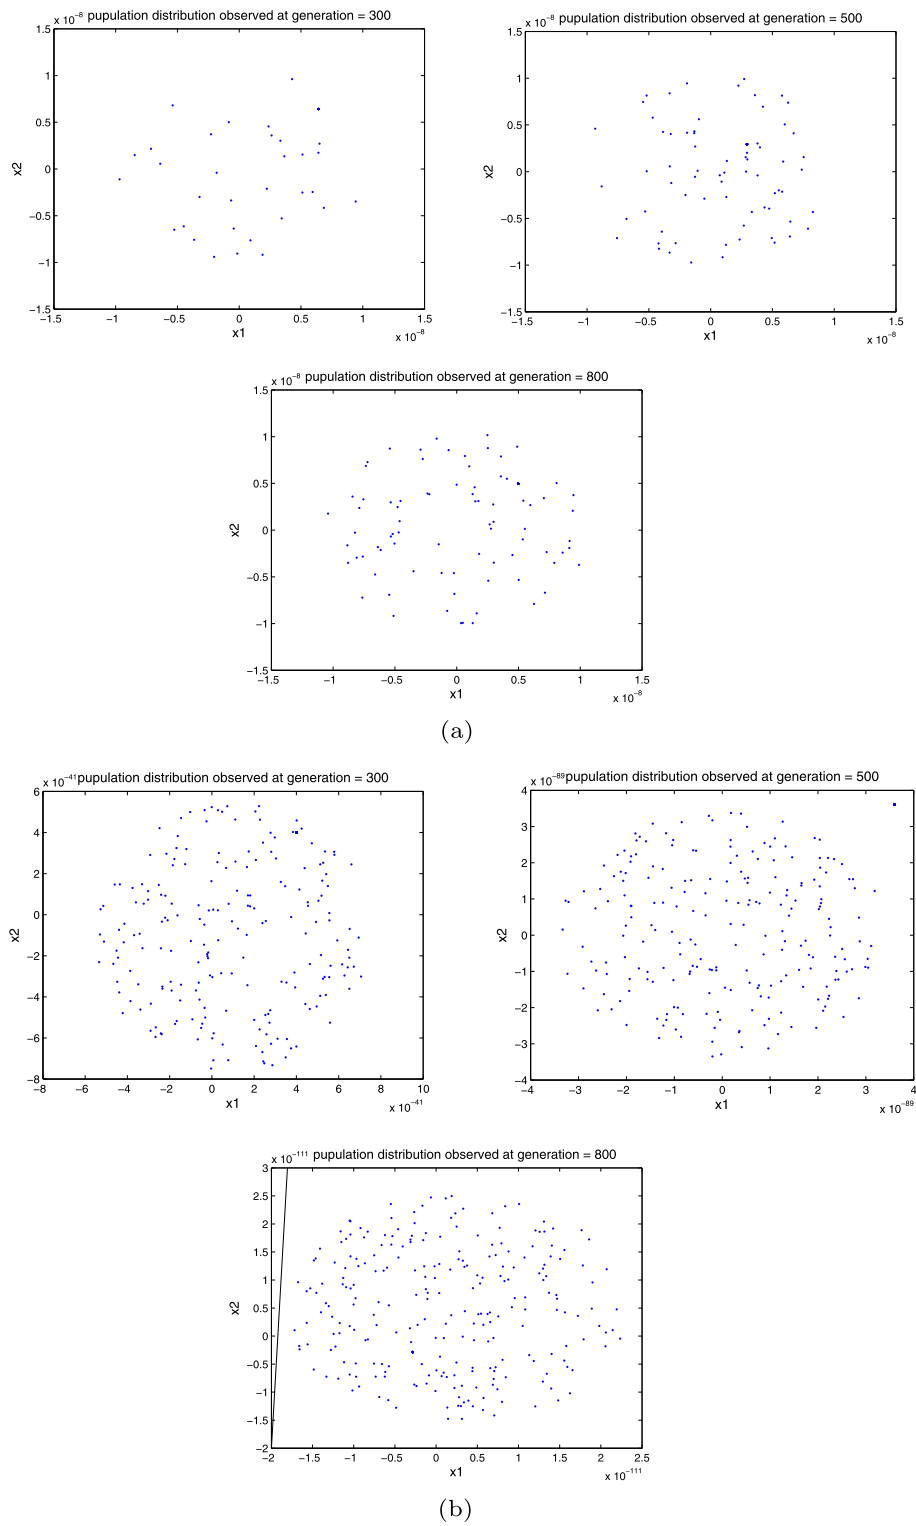 x 10⁻⁸ pupulation distribution observed at generation = 300
1.5
1
0.5
0
−0.5
−1
−1.5
x2
−1.5 −1 −0.5 0 0.5 1 1.5
x1
x 10⁻⁸
x 10⁻⁸ pupulation distribution observed at generation = 500
1.5
1
0.5
0
−0.5
−1
−1.5
x2
−1.5 −1 −0.5 0 0.5 1 1.5
x1
x 10⁻⁸
x 10⁻⁸ pupulation distribution observed at generation = 800
1.5
1
0.5
0
−0.5
−1
−1.5
x2
−1.5 −1 −0.5 0 0.5 1 1.5
x1
x 10⁻⁸
(a)
x 10⁻⁴¹ pupulation distribution observed at generation = 300
6
4
2
0
−2
−4
−6
−8
x2
−8 −6 −4 −2 0 2 4 6 8 10
x1
x 10⁻⁴¹
x 10⁻⁸⁹ pupulation distribution observed at generation = 500
4
3
2
1
0
−1
−2
−3
−4
x2
−4 −3 −2 −1 0 1 2 3 4
x1
x 10⁻⁸⁹
x 10⁻¹¹¹ pupulation distribution observed at generation = 800
3
2.5
2
1.5
1
0.5
0
−0.5
−1
−1.5
−2
x2
−2 −1.5 −1 −0.5 0 0.5 1 1.5 2 2.5
x1
x 10⁻¹¹¹
(b)